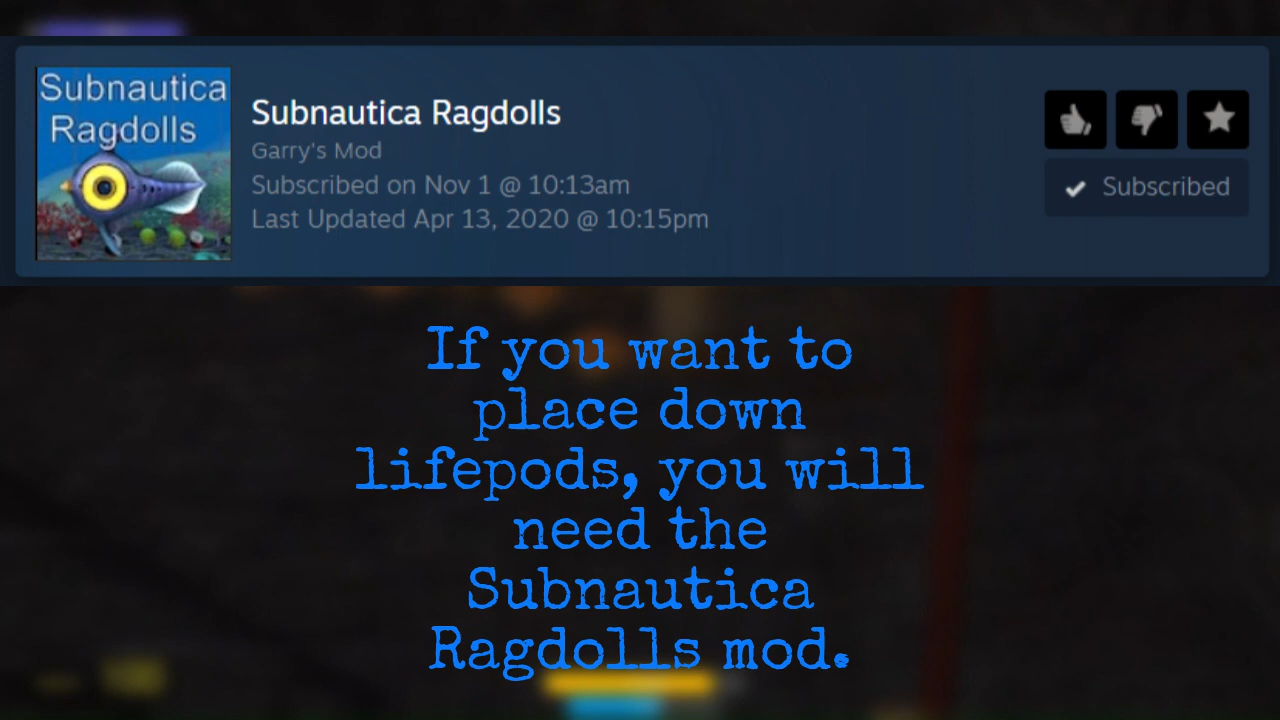 Subnautica
Ragdolls
Subnautica Ragdolls
Garry's Mod
Subscribed on Nov 1 @ 10:13am
Last Updated Apr 13, 2020 @ 10:15pm
Subscribed
If you want to
place down
lifepods, you will
need the
Subnautica
Ragdolls mod.